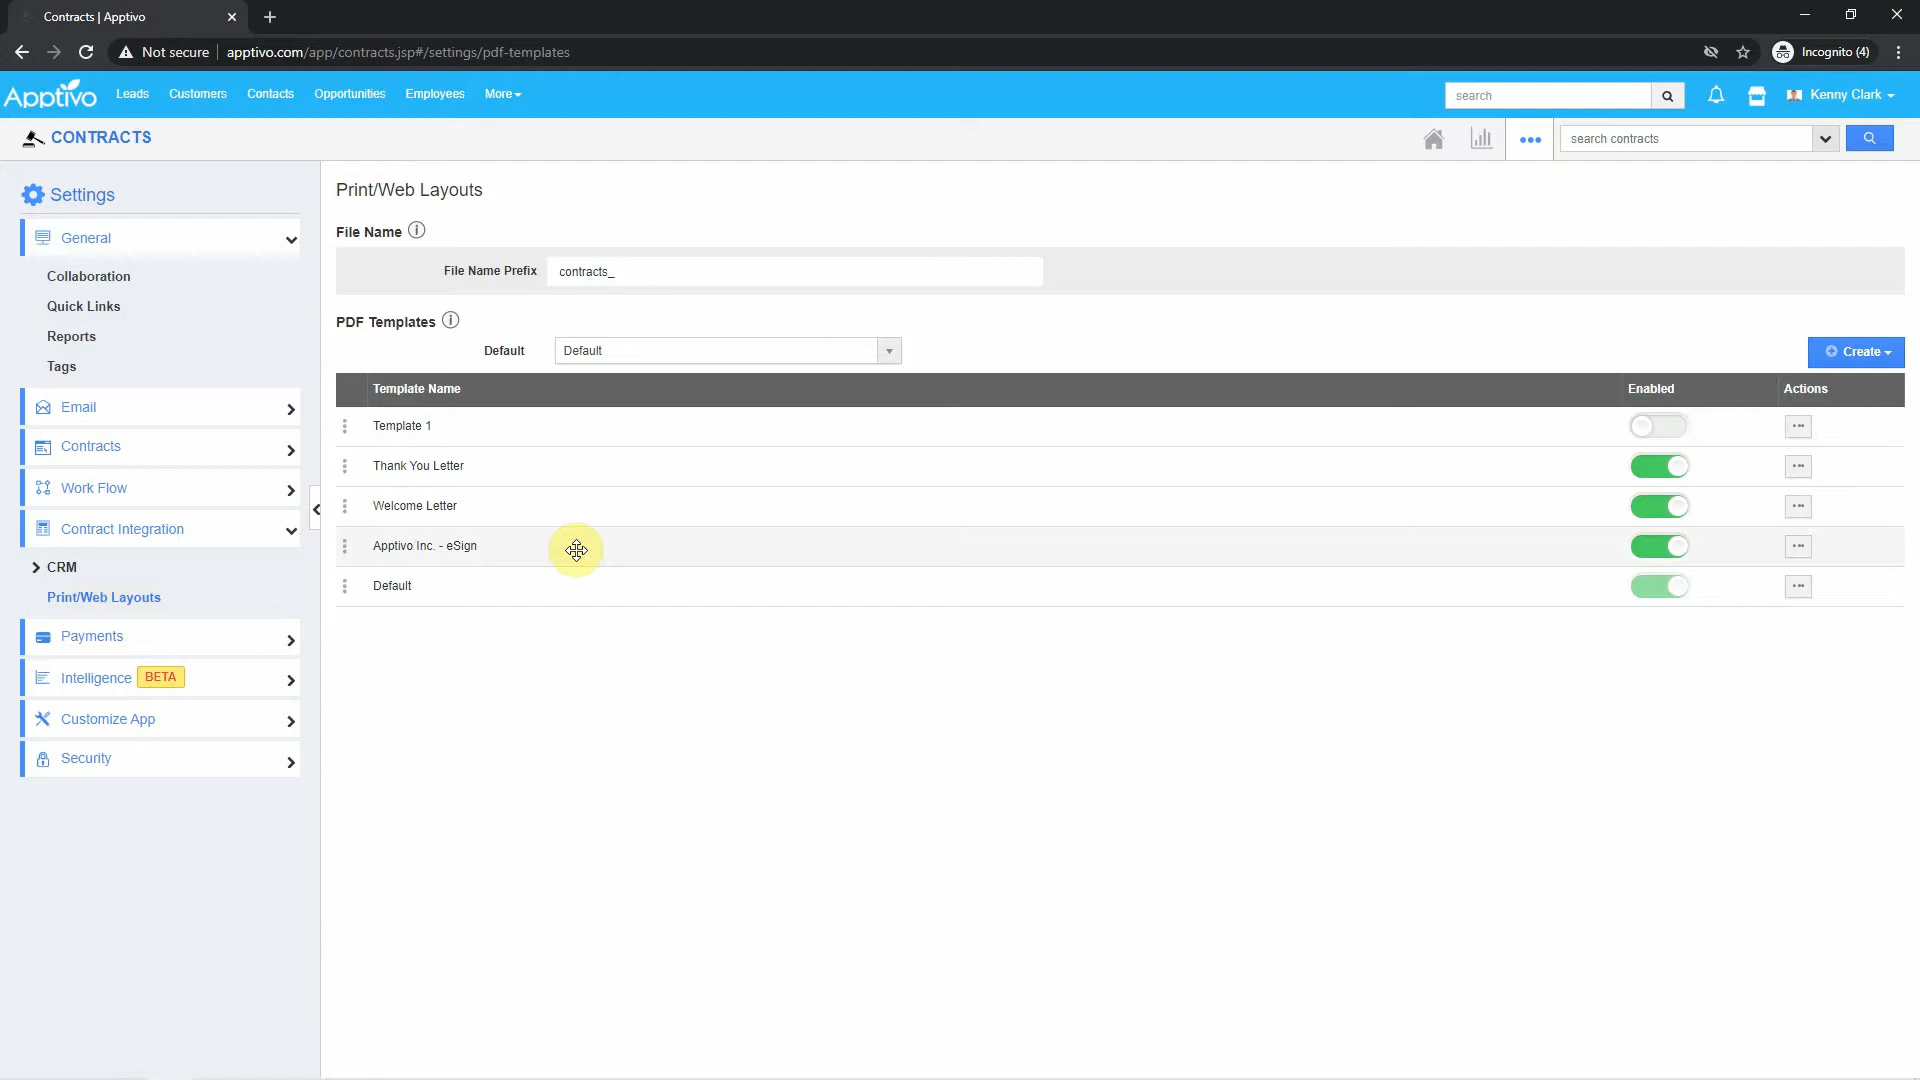 Contracts | Apptivo
Not secure apptivo.com/app/contracts.jsp#/settings/pdf-templates Incognito (4)
Apptivo Leads Customers Contacts Opportunities Employees More search Kenny Clark
CONTRACTS search contracts
Settings
General
Collaboration
Quick Links
Reports
Tags
Email
Contracts
Work Flow
Contract Integration
CRM
Print/Web Layouts
Payments
Intelligence BETA
Customize App
Security
Print/Web Layouts
File Name
File Name Prefix contracts_
PDF Templates
Default Default Create
Template Name Enabled Actions
Template 1
Thank You Letter
Welcome Letter
Apptivo Inc. - eSign
Default